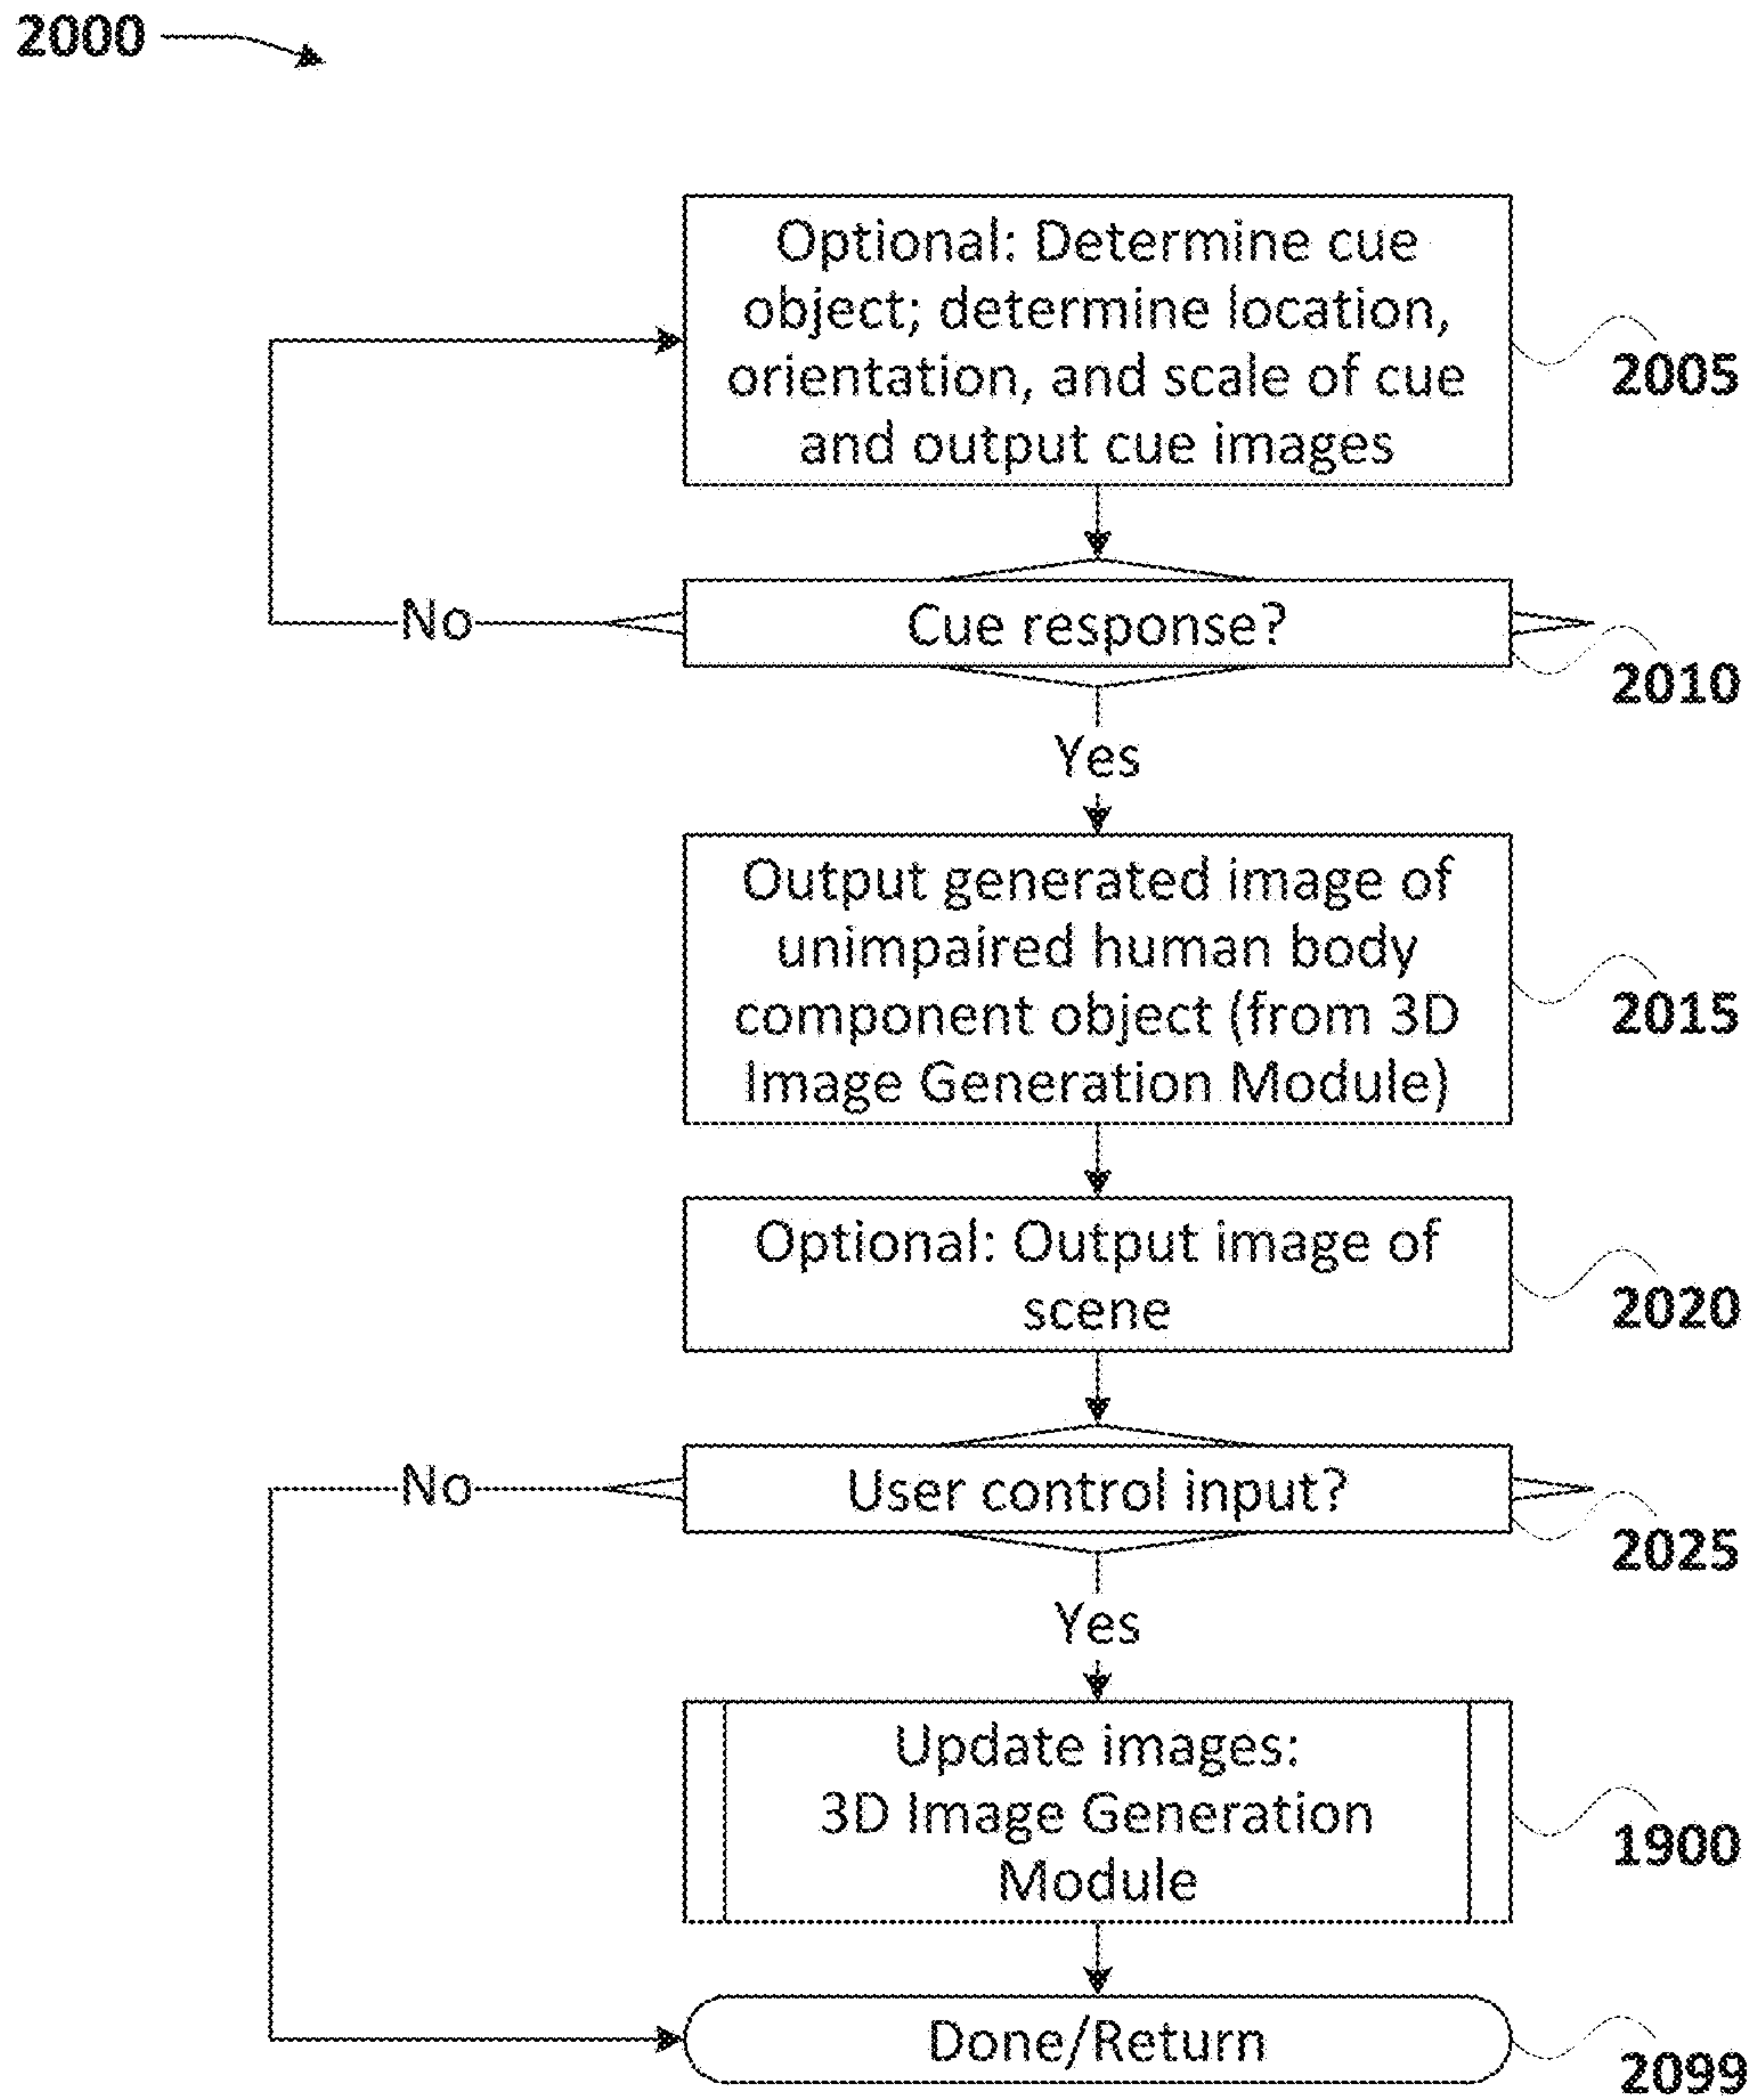 2000
Optional: Determine cue
object; determine location,
orientation, and scale of cue
and output cue images
2005
Cue response?
No
2010
Yes
Output generated image of
unimpaired human body
component object (from 3D
Image Generation Module)
2015
Optional: Output image of
scene
2020
User control input?
No
2025
Yes
Update images:
3D Image Generation
Module
1900
Done/Return
2099